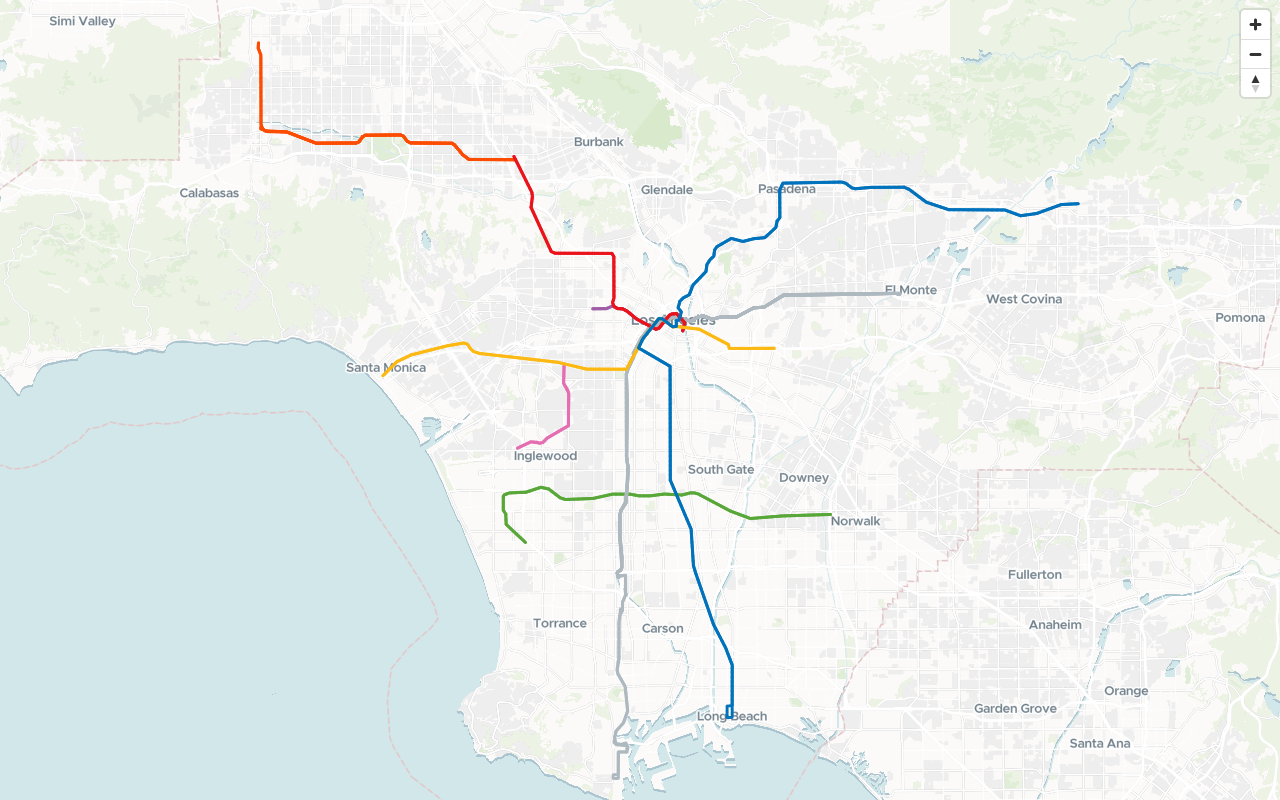 Simi Valley
Burbank
Calabasas
Glendale
Pasadena
El Monte
West Covina
Los Angeles
Pomona
Santa Monica
Inglewood
South Gate
Downey
Norwalk
Fullerton
Torrance
Carson
Anaheim
Orange
Garden Grove
Long Beach
Santa Ana